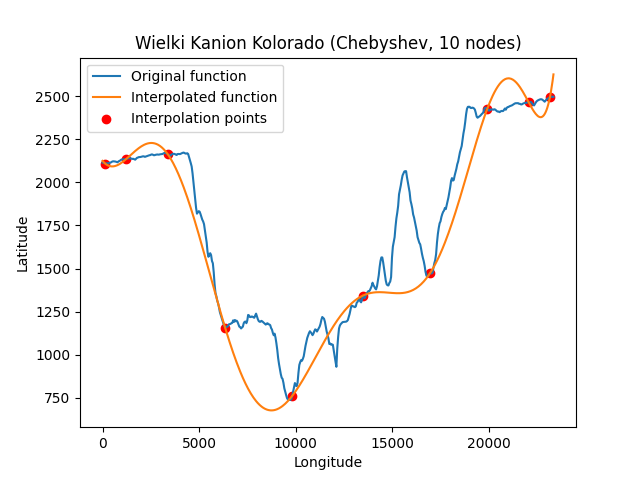 Wielki Kanion Kolorado (Chebyshev, 10 nodes)
Original function
Interpolated function
Interpolation points
Latitude
2500
2250
2000
1750
1500
1250
1000
750
0
5000
10000
15000
20000
Longitude